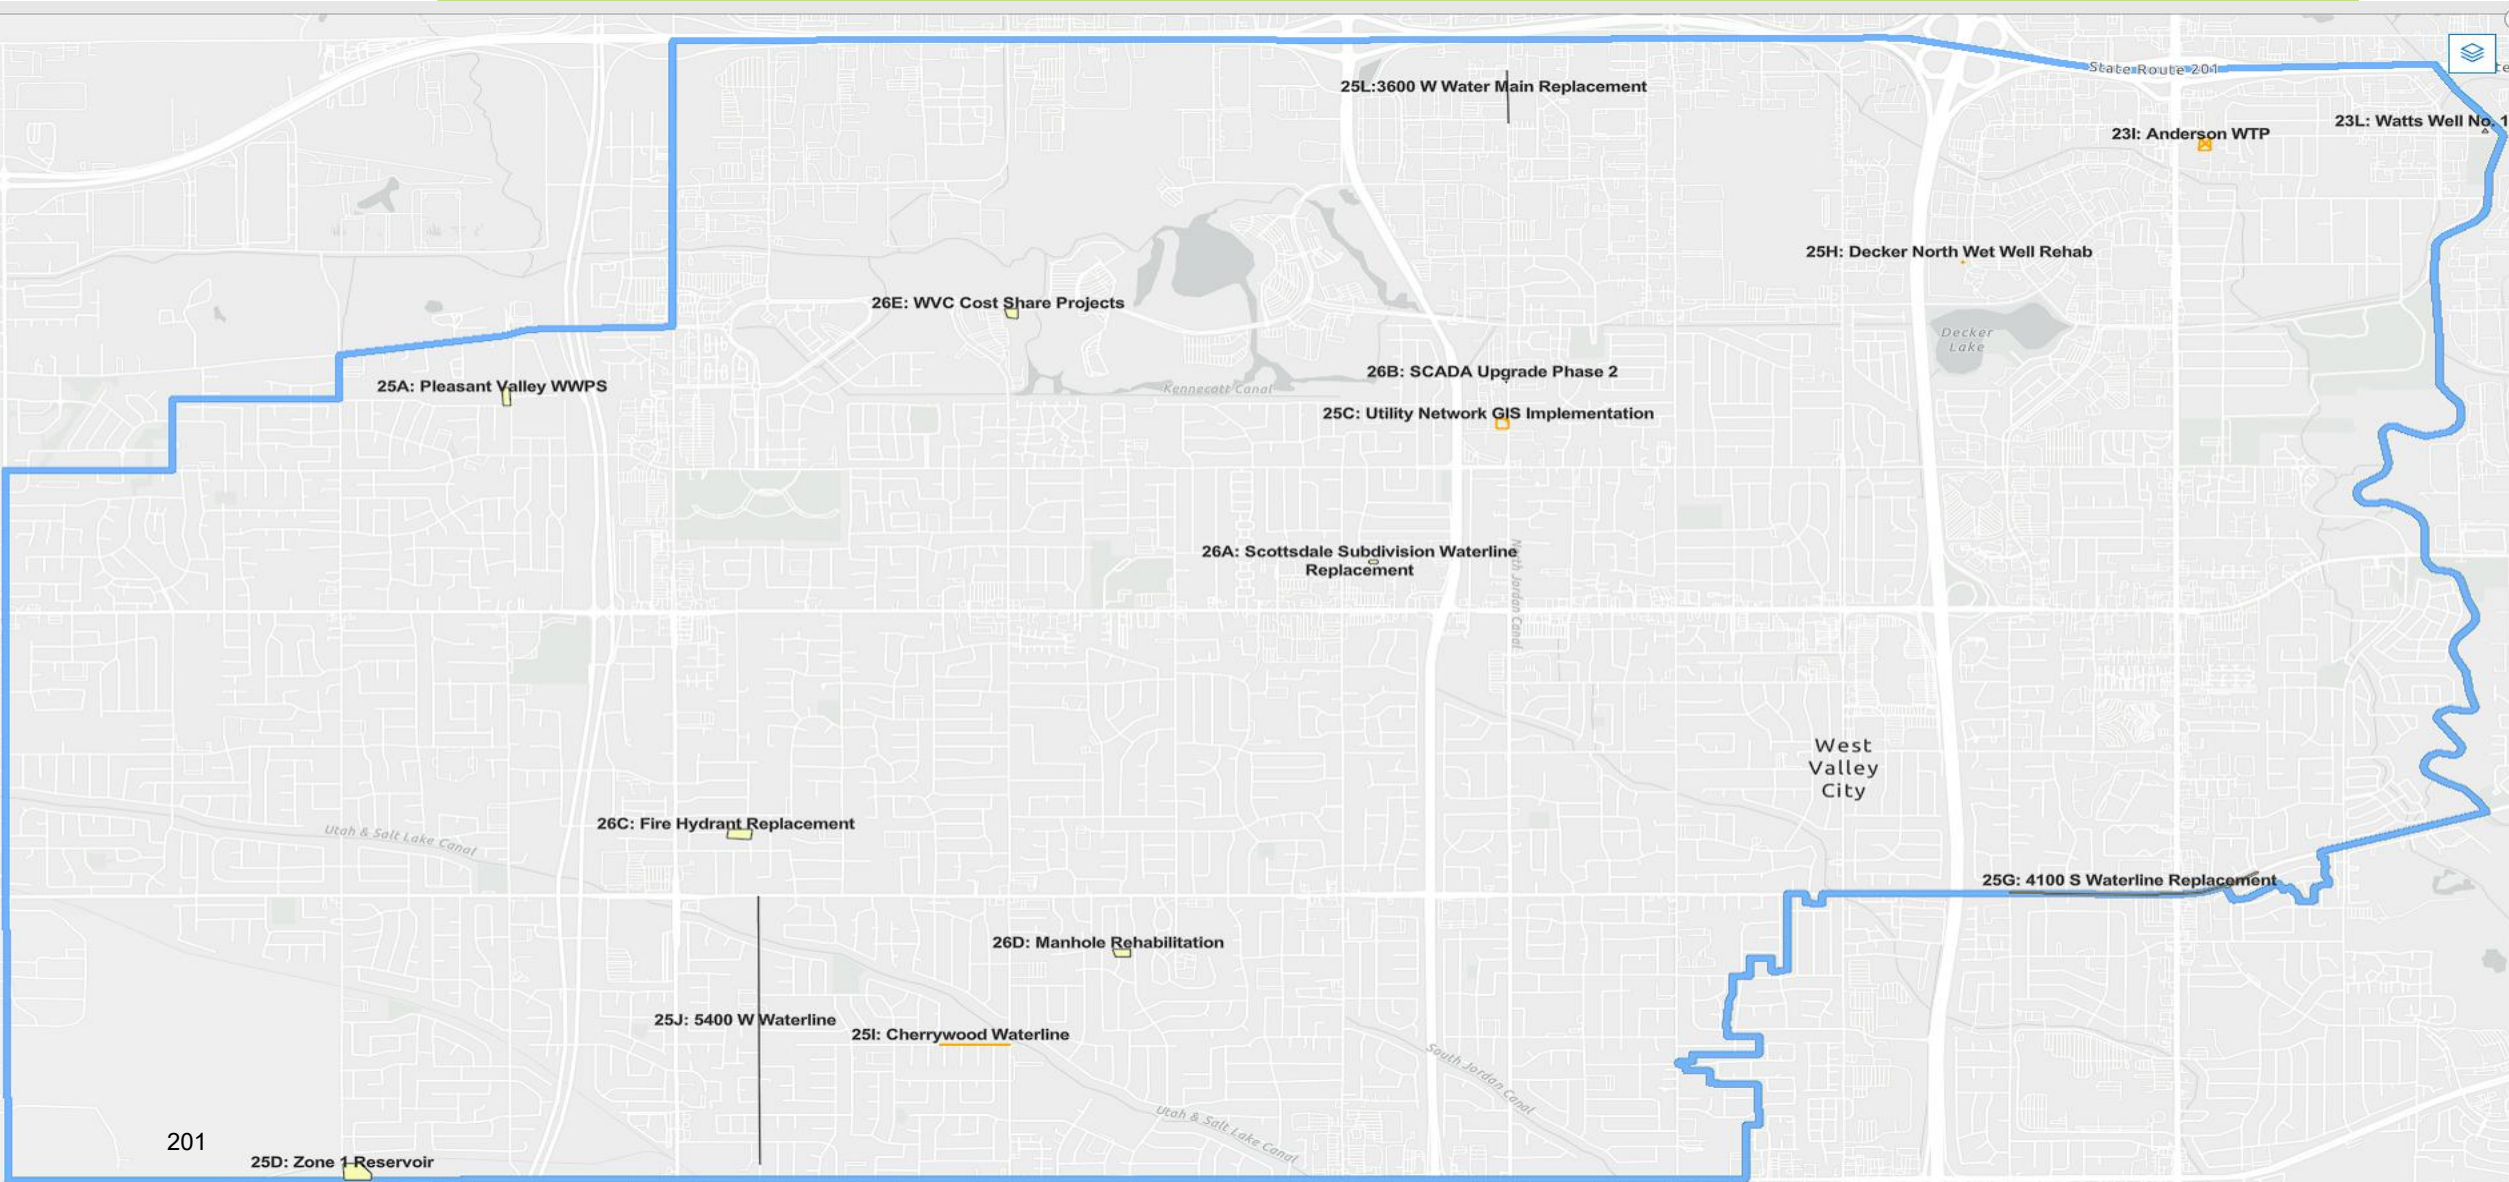 State Route 201
25L:3600 W Water Main Replacement
23L: Watts Well No. 1
23I: Anderson WTP
25H: Decker North Wet Well Rehab
26E: WVC Cost Share Projects
Decker
Lake
26B: SCADA Upgrade Phase 2
25A: Pleasant Valley WWPS
Kennecott Canal
25C: Utility Network GIS Implementation
26A: Scottsdale Subdivision Waterline
Replacement
North Jordan Canal
West
Valley
City
26C: Fire Hydrant Replacement
Utah & Salt Lake Canal
25G: 4100 S Waterline Replacement
26D: Manhole Rehabilitation
25J: 5400 W Waterline
25I: Cherrywood Waterline
South Jordan Canal
Utah & Salt Lake Canal
201
25D: Zone 1 Reservoir